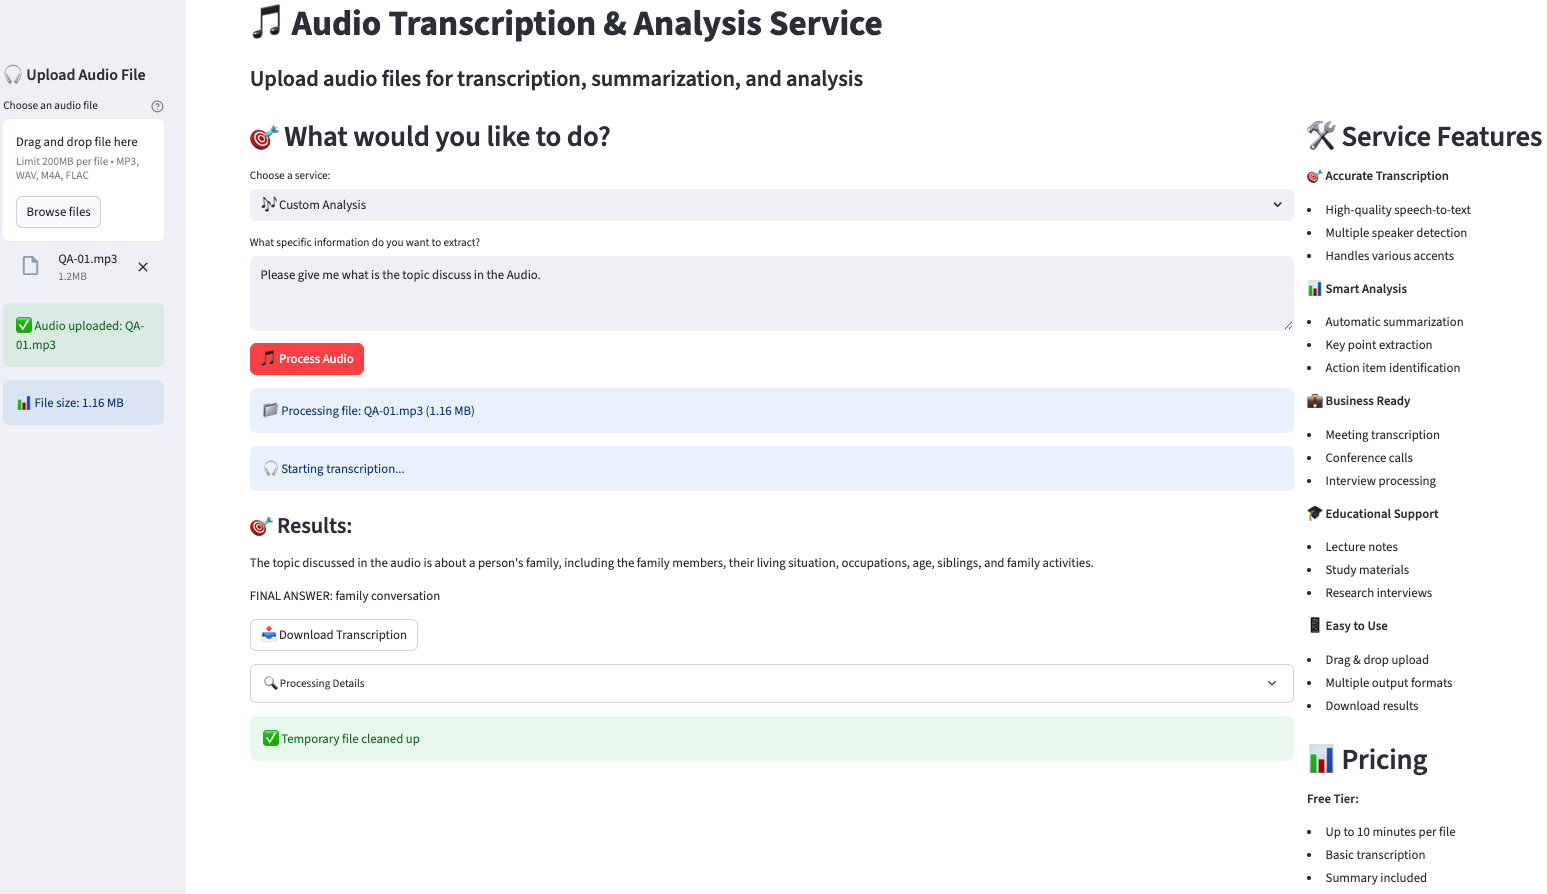 🎵 Audio Transcription & Analysis Service
Upload audio files for transcription, summarization, and analysis
🎧 Upload Audio File
Choose an audio file
Drag and drop file here
Limit 200MB per file • MP3,
WAV, M4A, FLAC
Browse files
QA-01.mp3
1.2MB
✅ Audio uploaded: QA-
01.mp3
📊 File size: 1.16 MB
🎯 What would you like to do?
Choose a service:
🎶 Custom Analysis
What specific information do you want to extract?
Please give me what is the topic discuss in the Audio.
🎵 Process Audio
📁 Processing file: QA-01.mp3 (1.16 MB)
🎧 Starting transcription...
🎯 Results:
The topic discussed in the audio is about a person's family, including the family members, their living situation, occupations, age, siblings, and family activities.
FINAL ANSWER: family conversation
📥 Download Transcription
🔍 Processing Details
✅ Temporary file cleaned up
🛠️ Service Features
🎯 Accurate Transcription
• High-quality speech-to-text
• Multiple speaker detection
• Handles various accents
📊 Smart Analysis
• Automatic summarization
• Key point extraction
• Action item identification
💼 Business Ready
• Meeting transcription
• Conference calls
• Interview processing
🎓 Educational Support
• Lecture notes
• Study materials
• Research interviews
📱 Easy to Use
• Drag & drop upload
• Multiple output formats
• Download results
📊 Pricing
Free Tier:
• Up to 10 minutes per file
• Basic transcription
• Summary included